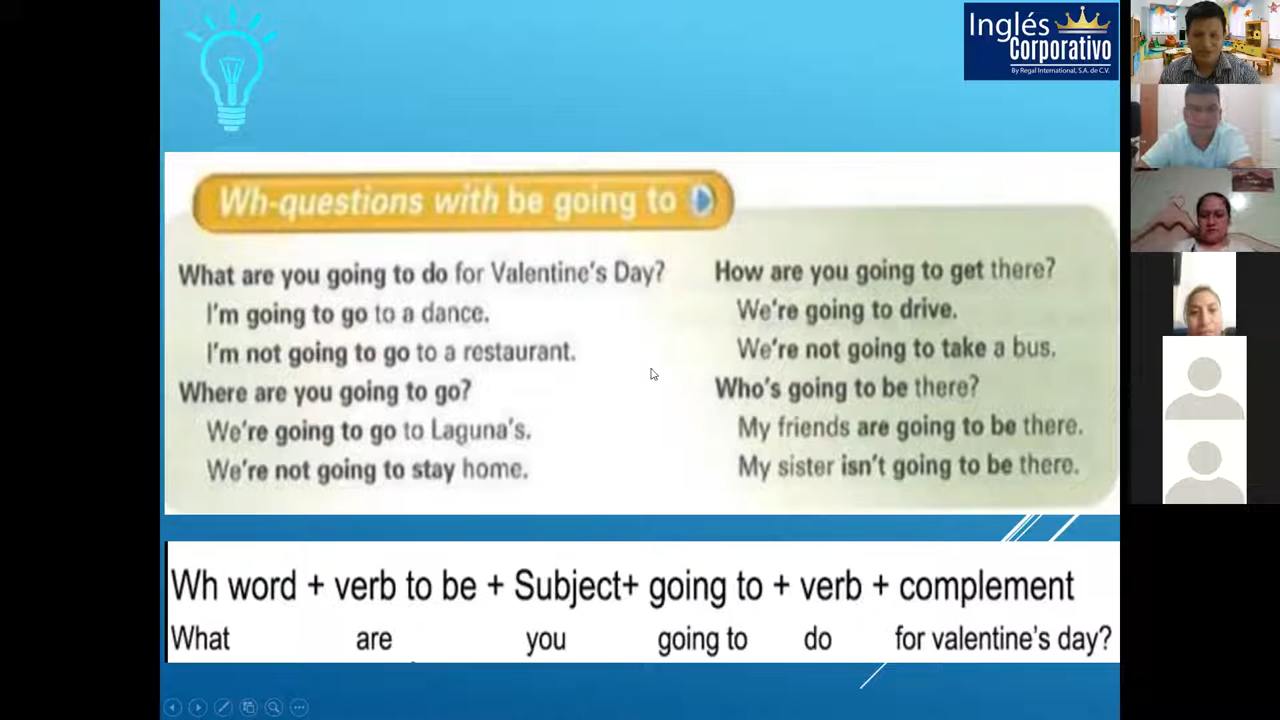 Inglés
Corporativo
By Regal International, S.A. de C.V.
Wh-questions with be going to
What are you going to do for Valentine's Day?
I'm going to go to a dance.
I'm not going to go to a restaurant.
Where are you going to go?
We're going to go to Laguna's.
We're not going to stay home.
How are you going to get there?
We're going to drive.
We're not going to take a bus.
Who's going to be there?
My friends are going to be there.
My sister isn't going to be there.
Wh word + verb to be + Subject+ going to + verb + complement
What are you going to do for valentine's day?